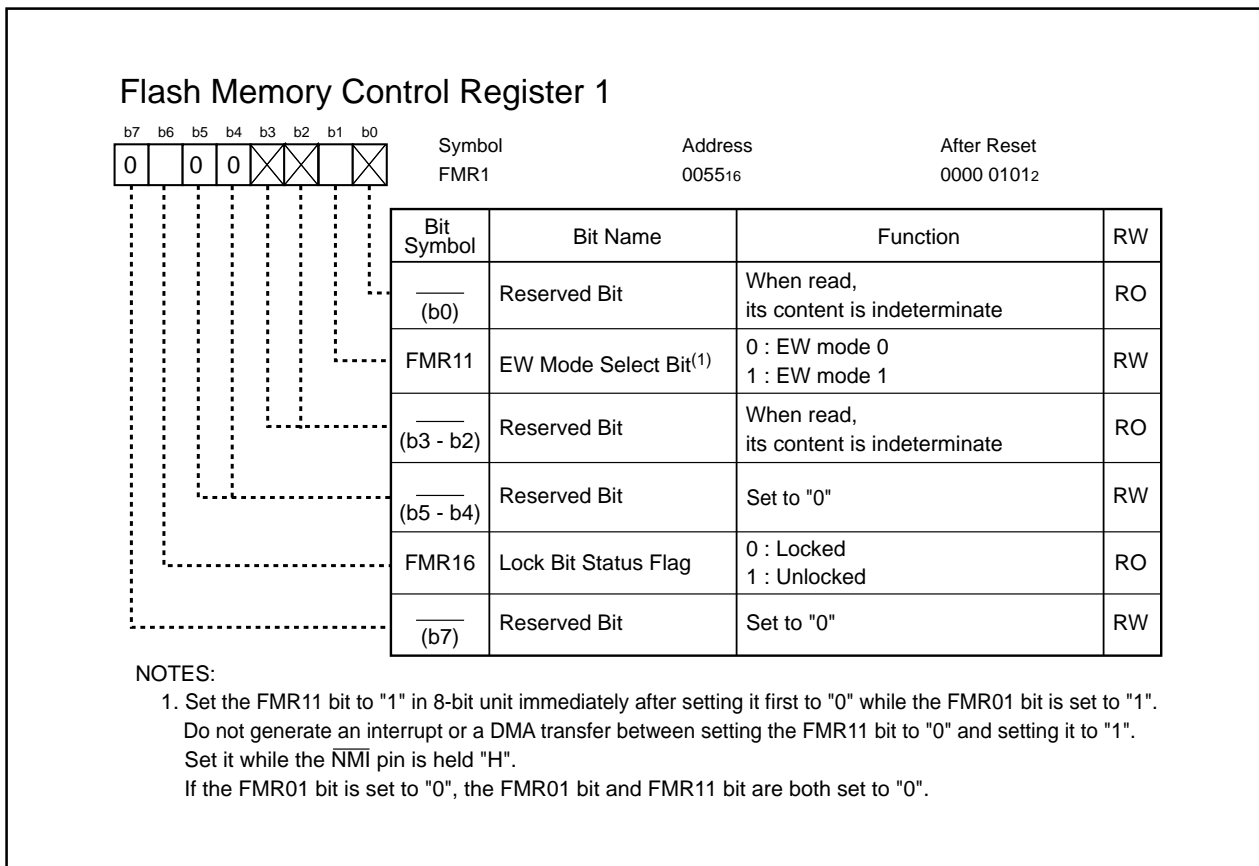 Flash Memory Control Register 1
b7 b6 b5 b4 b3 b2 b1 b0
0 0 0
Symbol Address After Reset
FMR1 005516 0000 01012
Bit Symbol Bit Name Function RW
(b0) Reserved Bit When read,
its content is indeterminate RO
FMR11 EW Mode Select Bit(1) 0 : EW mode 0
1 : EW mode 1 RW
(b3 - b2) Reserved Bit When read,
its content is indeterminate RO
(b5 - b4) Reserved Bit Set to "0" RW
FMR16 Lock Bit Status Flag 0 : Locked
1 : Unlocked RO
(b7) Reserved Bit Set to "0" RW
NOTES:
1. Set the FMR11 bit to "1" in 8-bit unit immediately after setting it first to "0" while the FMR01 bit is set to "1".
Do not generate an interrupt or a DMA transfer between setting the FMR11 bit to "0" and setting it to "1".
Set it while the NMI pin is held "H".
If the FMR01 bit is set to "0", the FMR01 bit and FMR11 bit are both set to "0".